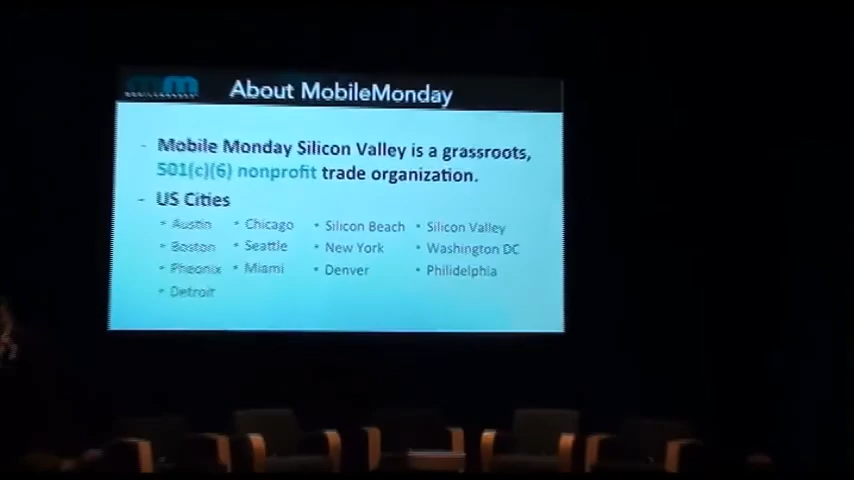 mm
About MobileMonday
- Mobile Monday Silicon Valley is a grassroots,
501(c)(6) nonprofit trade organization.
- US Cities
• Austin • Chicago • Silicon Beach • Silicon Valley
• Boston • Seattle • New York • Washington DC
• Pheonix • Miami • Denver • Philidelphia
• Detroit